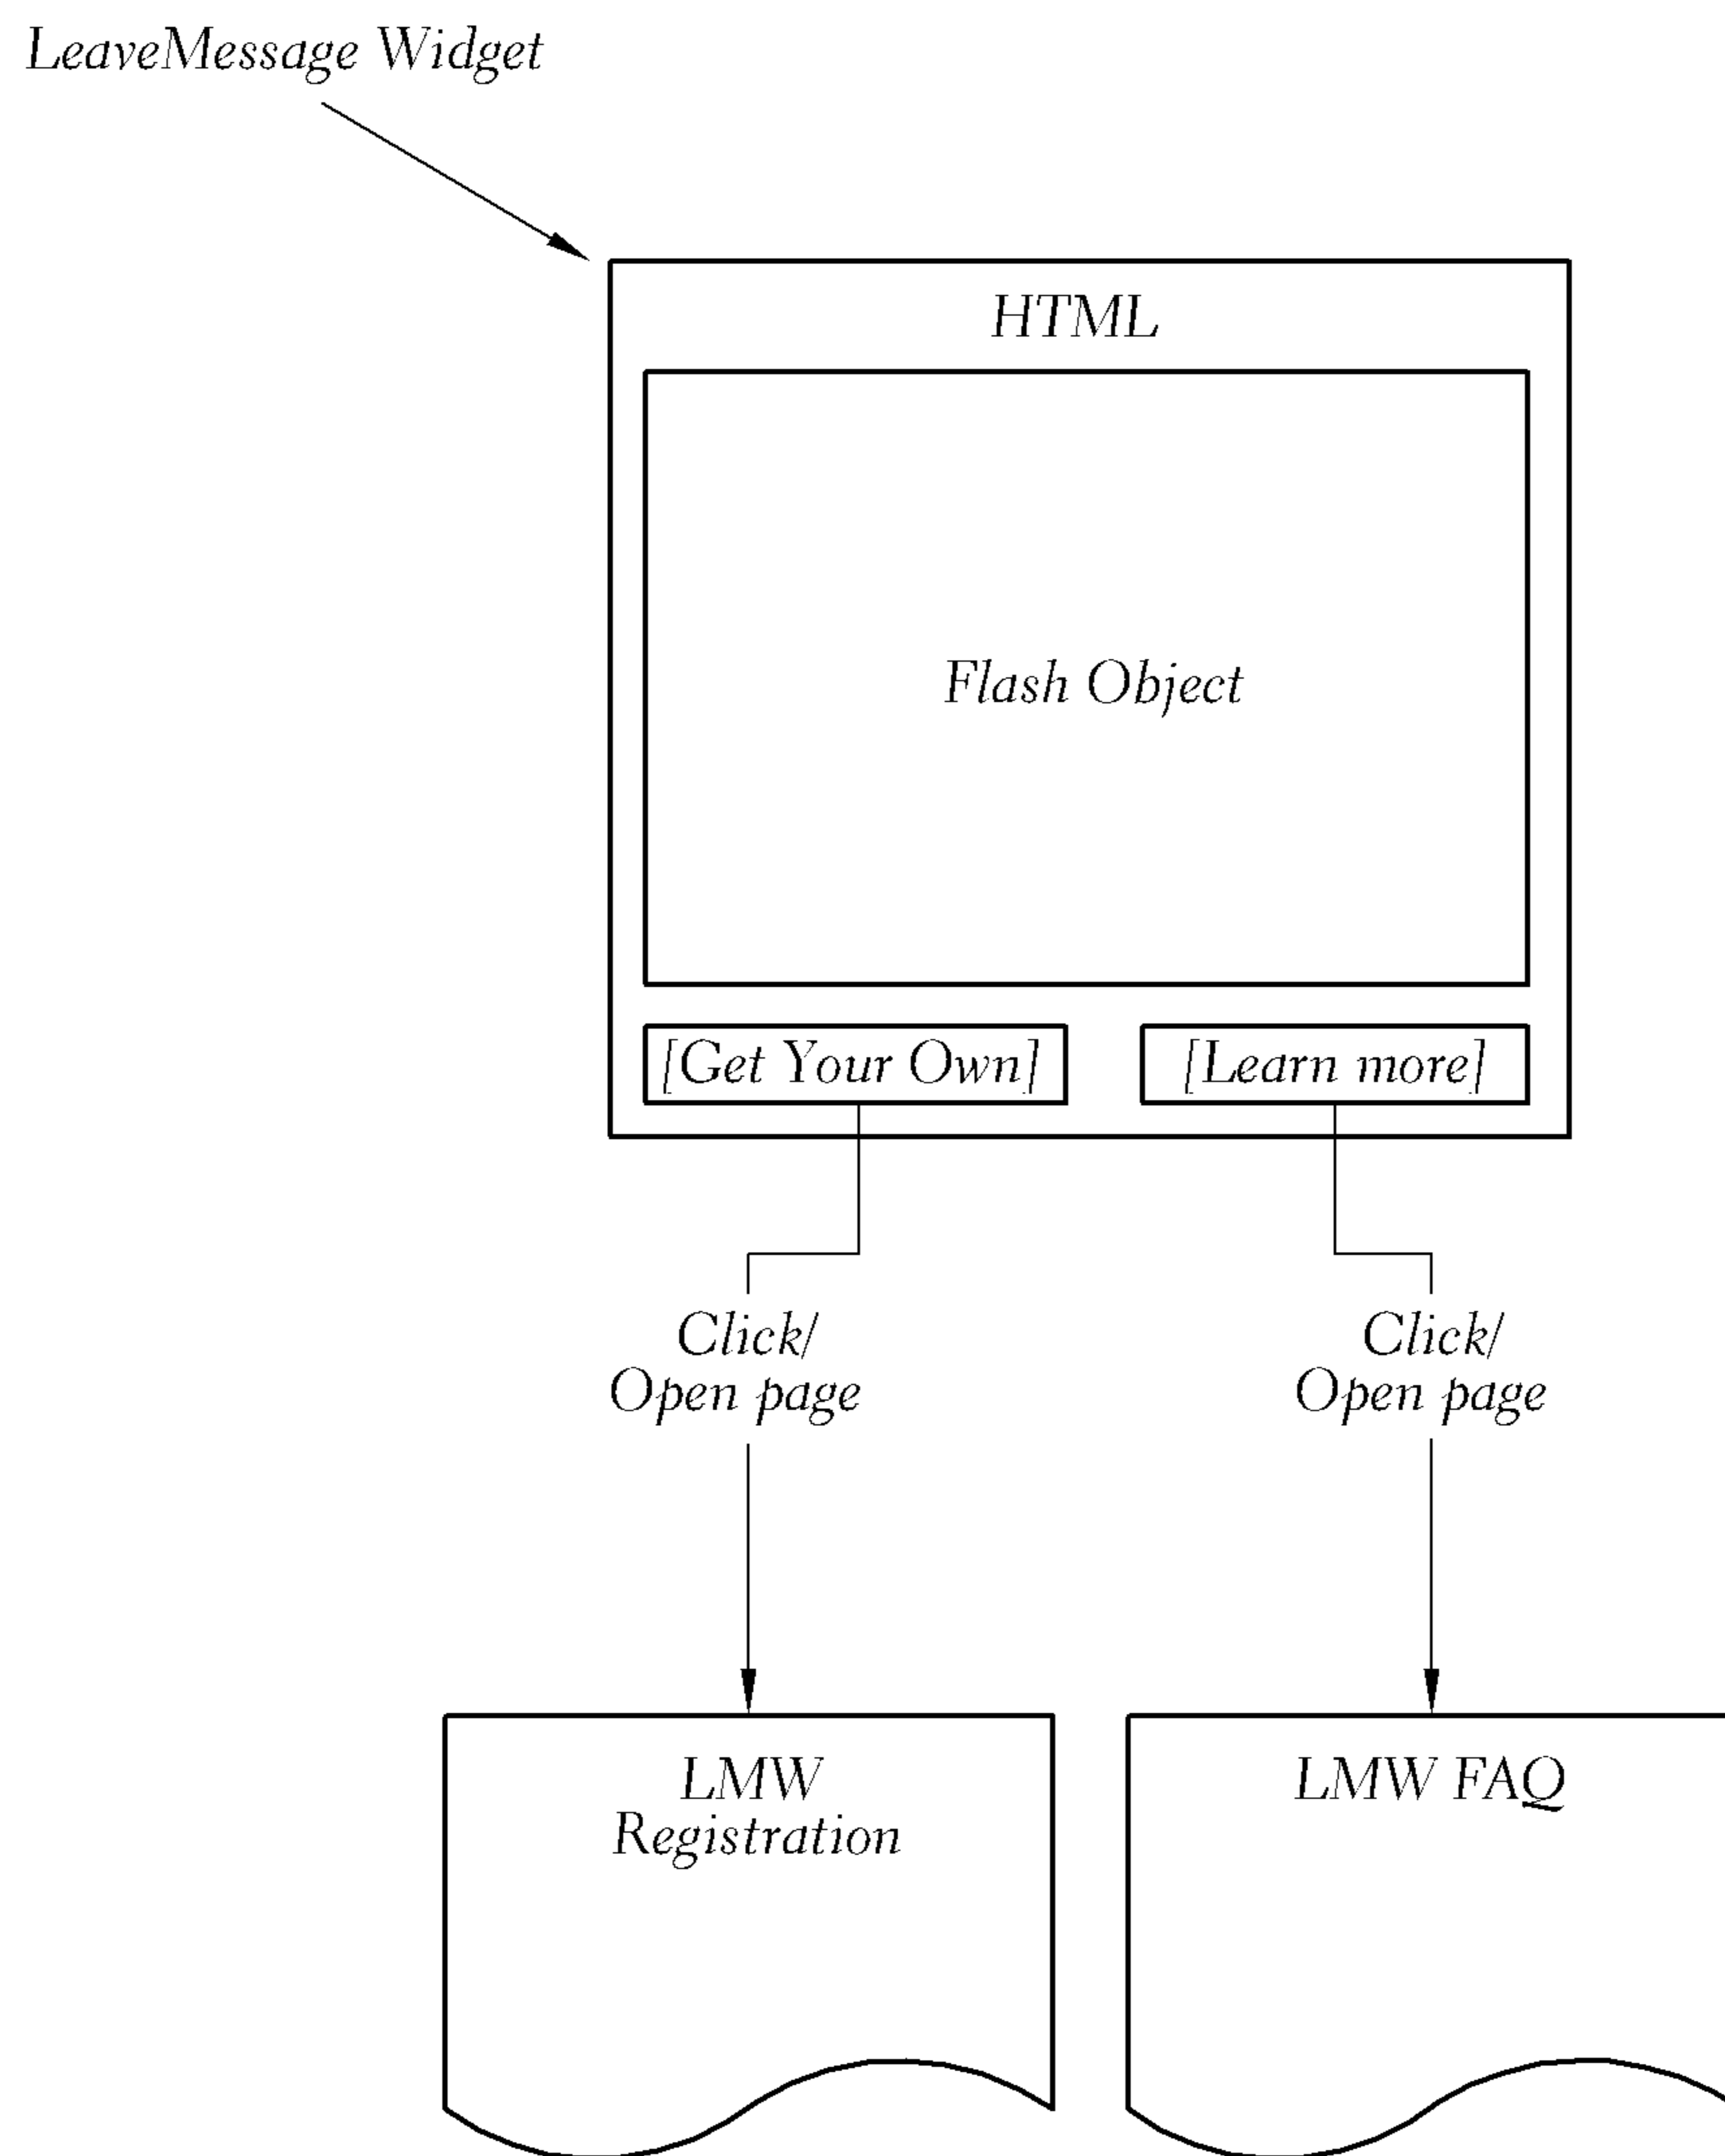 LeaveMessage Widget
HTML
Flash Object
[Get Your Own]
[Learn more]
Click/
Open page
Click/
Open page
LMW
Registration
LMW FAQ